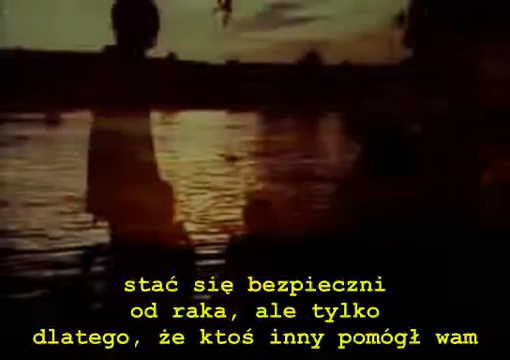 stać się bezpieczni
od raka, ale tylko
dlatego, że ktoś inny pomógł wam